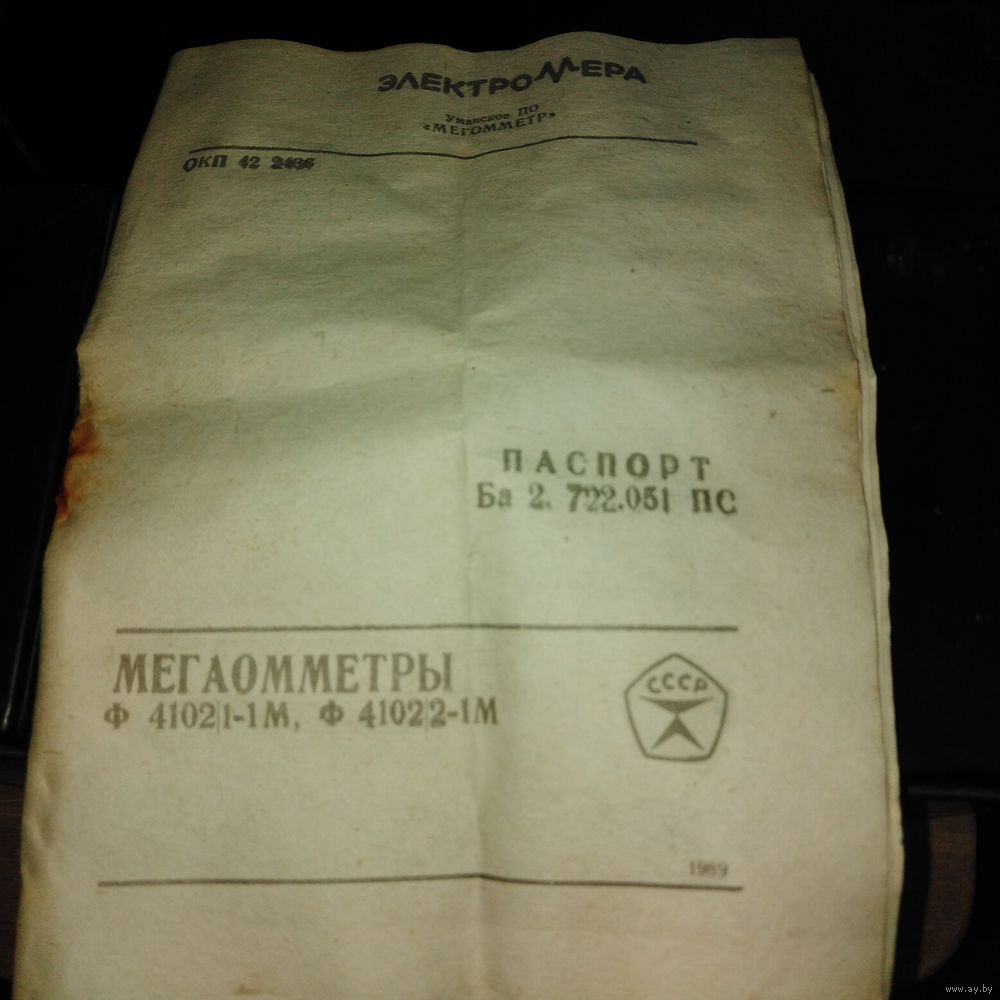 ЭЛЕКТРОМЕРА
Уманское ПО
«МЕГОММЕТР»
ОКП 42 2436
ПАСПОРТ
Ба 2. 722.051 ПС
МЕГАОММЕТРЫ
Ф 4102|1-1М, Ф 4102|2-1М
СССР
1989
www.ay.by